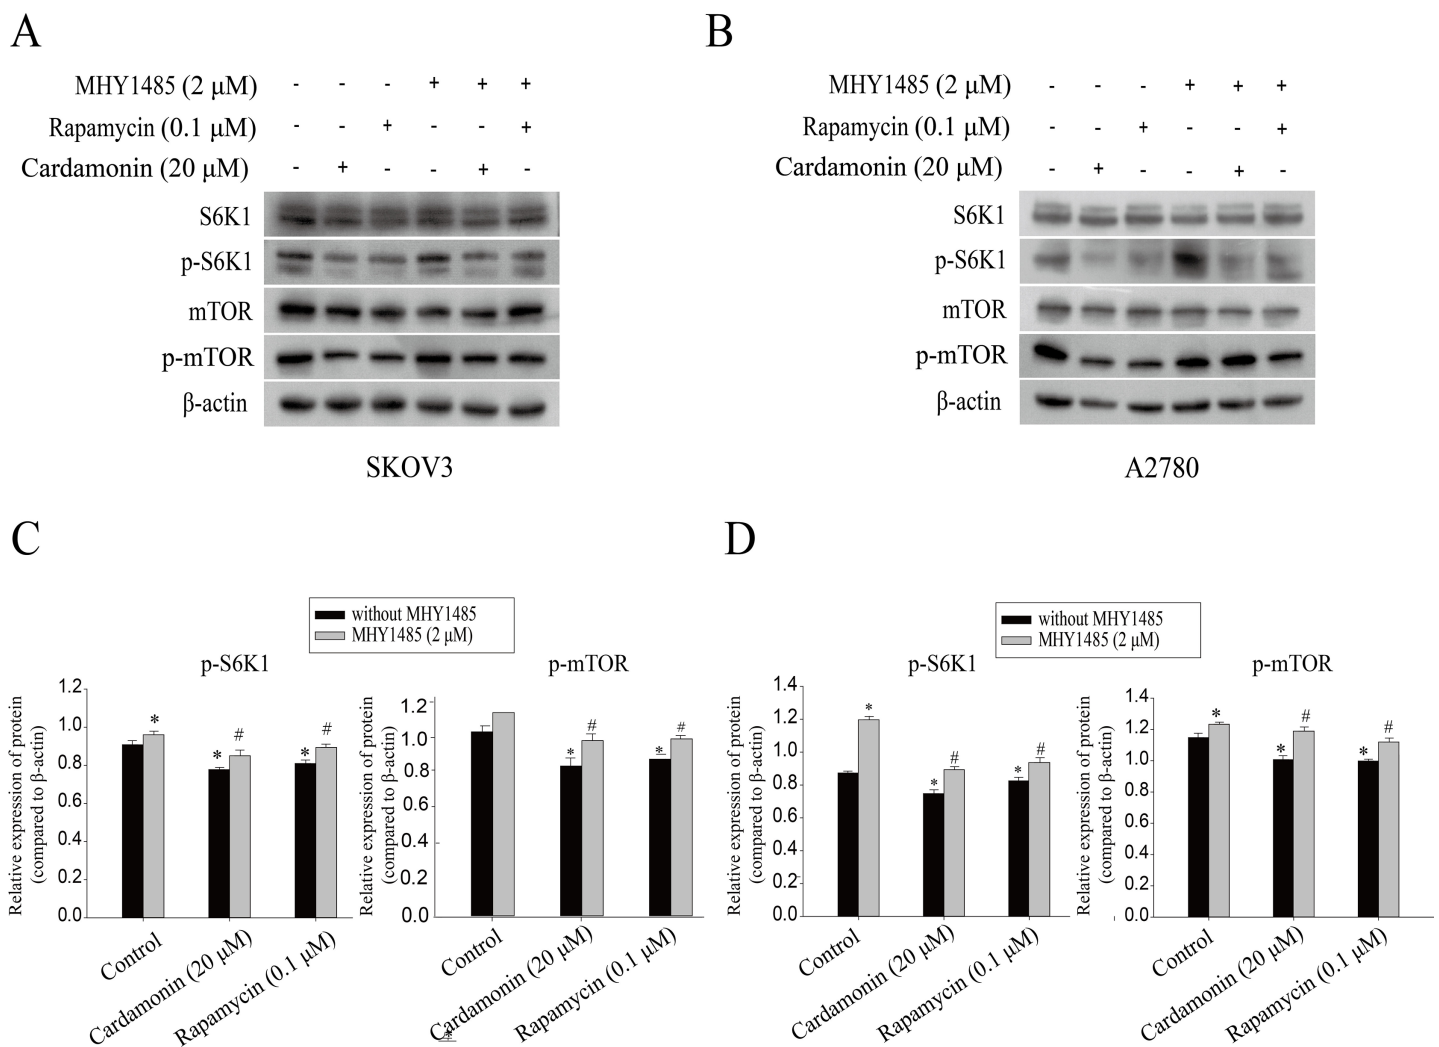 A
MHY1485 (2 μM) - - - + + +
Rapamycin (0.1 μM) - - + - - +
Cardamonin (20 μM) - + - - + -
S6K1
p-S6K1
mTOR
p-mTOR
β-actin
SKOV3
B
MHY1485 (2 μM) - - - + + +
Rapamycin (0.1 μM) - - + - - +
Cardamonin (20 μM) - + - - + -
S6K1
p-S6K1
mTOR
p-mTOR
β-actin
A2780
C
without MHY1485
MHY1485 (2 μM)
p-S6K1
Relative expression of protein
(compared to β-actin)
1.2
1.0
0.8
0.6
0.4
0.2
0.0
* * # * #
Control
Cardamonin (20 μM)
Rapamycin (0.1 μM)
p-mTOR
Relative expression of protein
(compared to β-actin)
1.2
1.0
0.8
0.6
0.4
0.2
0.0
* # * #
Control
Cardamonin (20 μM)
Rapamycin (0.1 μM)
D
without MHY1485
MHY1485 (2 μM)
p-S6K1
Relative expression of protein
(compared to β-actin)
1.4
1.2
1.0
0.8
0.6
0.4
0.2
0.0
* * # * #
Control
Cardamonin (20 μM)
Rapamycin (0.1 μM)
p-mTOR
Relative expression of protein
(compared to β-actin)
1.4
1.2
1.0
0.8
0.6
0.4
0.2
0.0
* * # * #
Control
Cardamonin (20 μM)
Rapamycin (0.1 μM)